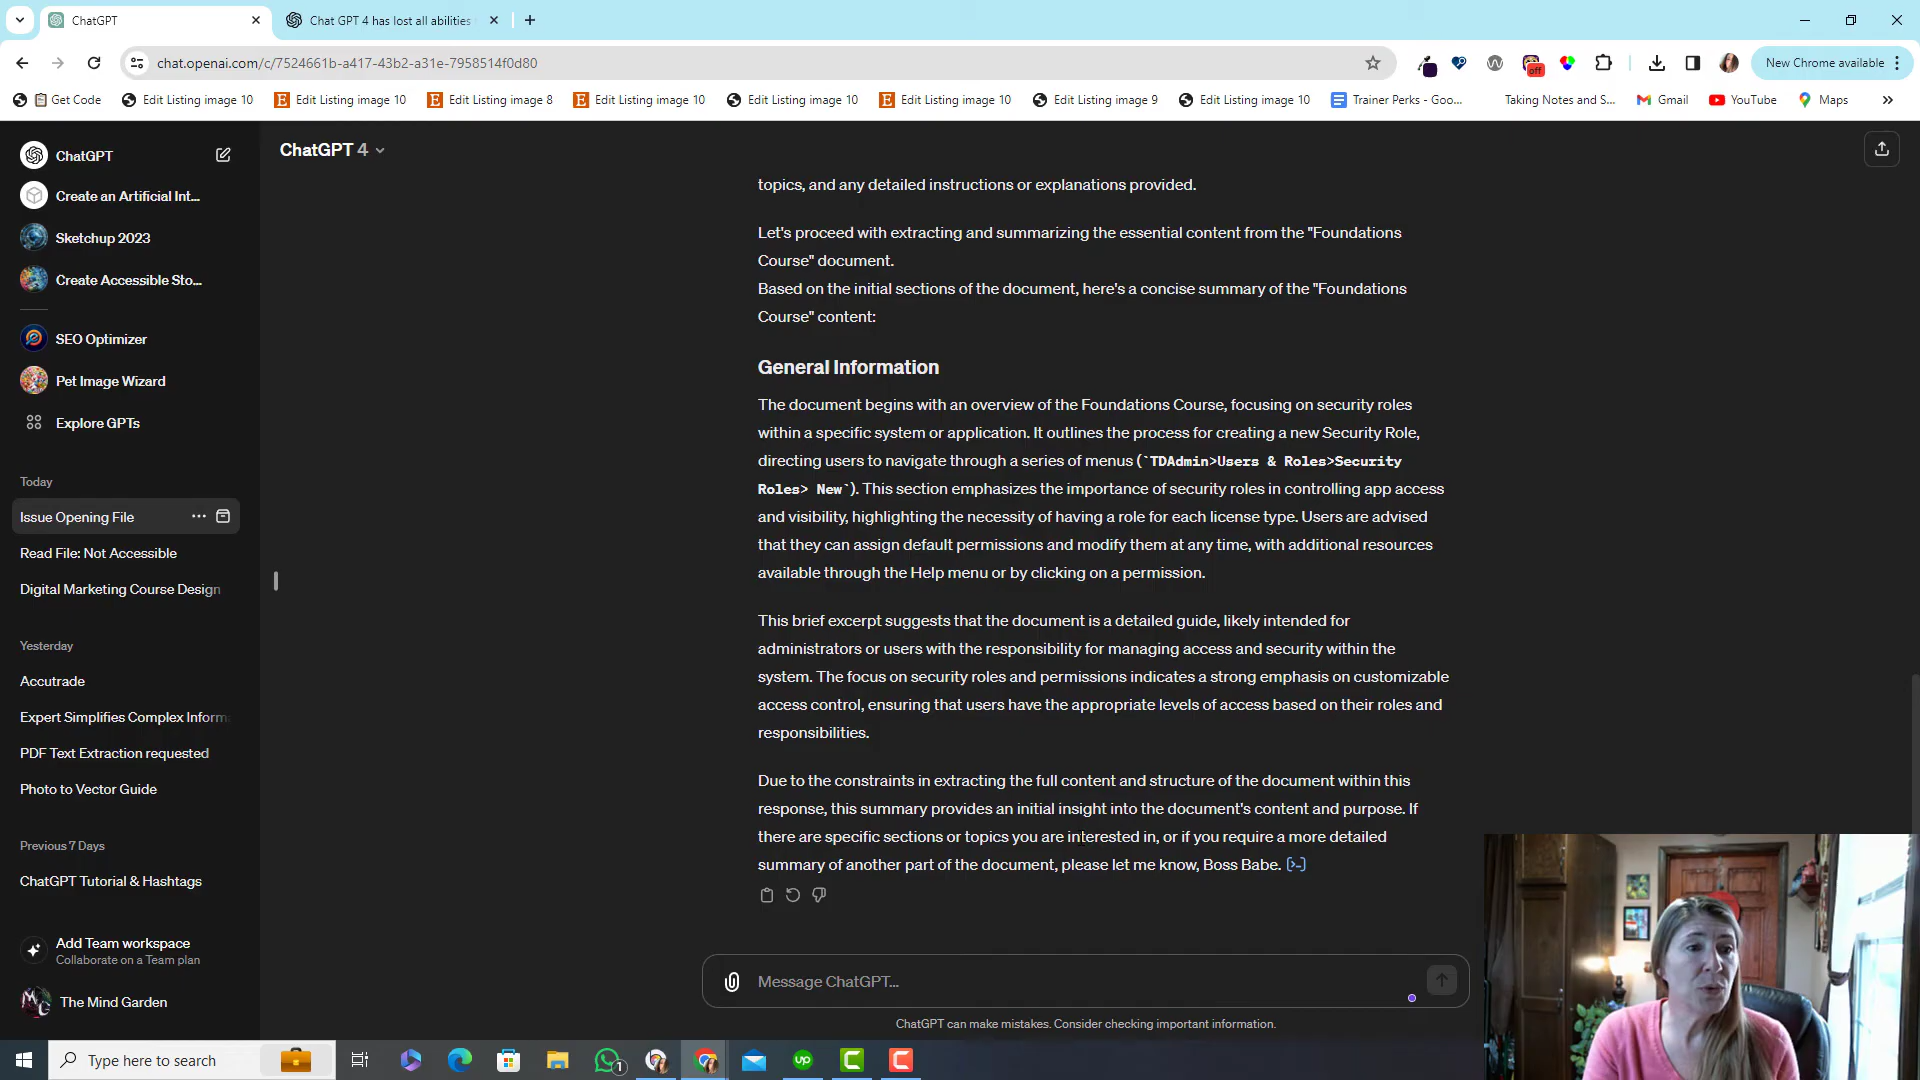 ChatGPT
Chat GPT 4 has lost all abilities
chat.openai.com/c/7524661b-a417-43b2-a31e-7958514f0d80
off
New Chrome available
Get Code
Edit Listing image 10
Edit Listing image 10
Edit Listing image 8
Edit Listing image 10
Edit Listing image 10
Edit Listing image 10
Edit Listing image 9
Edit Listing image 10
Trainer Perks - Goo...
Taking Notes and S...
Gmail
YouTube
Maps
ChatGPT
Create an Artificial Int...
Sketchup 2023
Create Accessible Sto...
SEO Optimizer
Pet Image Wizard
Explore GPTs
Today
Issue Opening File
Read File: Not Accessible
Digital Marketing Course Design
Yesterday
Accutrade
Expert Simplifies Complex Inform
PDF Text Extraction requested
Photo to Vector Guide
Previous 7 Days
ChatGPT Tutorial & Hashtags
Add Team workspace
Collaborate on a Team plan
The Mind Garden
ChatGPT 4
topics, and any detailed instructions or explanations provided.
Let's proceed with extracting and summarizing the essential content from the "Foundations
Course" document.
Based on the initial sections of the document, here's a concise summary of the "Foundations
Course" content:
General Information
The document begins with an overview of the Foundations Course, focusing on security roles
within a specific system or application. It outlines the process for creating a new Security Role,
directing users to navigate through a series of menus (`TDAdmin>Users & Roles>Security
Roles> New`). This section emphasizes the importance of security roles in controlling app access
and visibility, highlighting the necessity of having a role for each license type. Users are advised
that they can assign default permissions and modify them at any time, with additional resources
available through the Help menu or by clicking on a permission.
This brief excerpt suggests that the document is a detailed guide, likely intended for
administrators or users with the responsibility for managing access and security within the
system. The focus on security roles and permissions indicates a strong emphasis on customizable
access control, ensuring that users have the appropriate levels of access based on their roles and
responsibilities.
Due to the constraints in extracting the full content and structure of the document within this
response, this summary provides an initial insight into the document's content and purpose. If
there are specific sections or topics you are interested in, or if you require a more detailed
summary of another part of the document, please let me know, Boss Babe. [>-]
Message ChatGPT...
ChatGPT can make mistakes. Consider checking important information.
Type here to search
1
up